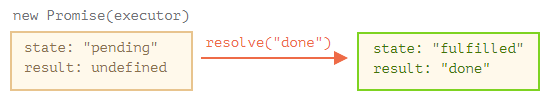 new Promise(executor)
state: "pending"
result: undefined
resolve("done")
state: "fulfilled"
result: "done"